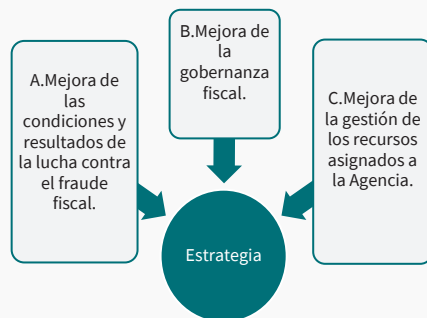 A.Mejora de
las
condiciones y
resultados de
la lucha contra
el fraude
fiscal.
B.Mejora de
la
gobernanza
fiscal.
C.Mejora de
la gestión de
los recursos
asignados a
la Agencia.
Estrategia